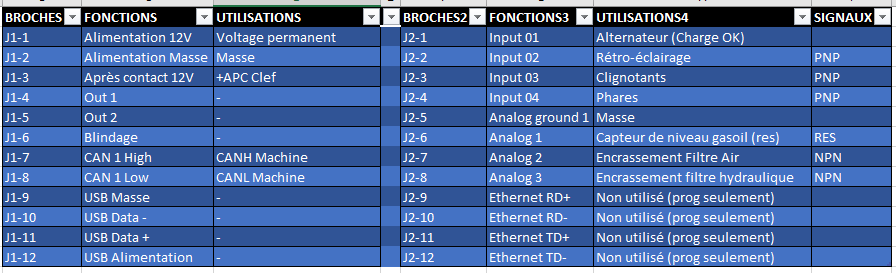 BROCHES FONCTIONS UTILISATIONS BROCHES2 FONCTIONS3 UTILISATIONS4 SIGNAUX
J1-1 Alimentation 12V Voltage permanent J2-1 Input 01 Alternateur (Charge OK)
J1-2 Alimentation Masse Masse J2-2 Input 02 Rétro-éclairage PNP
J1-3 Après contact 12V +APC Clef J2-3 Input 03 Clignotants PNP
J1-4 Out 1 - J2-4 Input 04 Phares PNP
J1-5 Out 2 - J2-5 Analog ground 1 Masse
J1-6 Blindage - J2-6 Analog 1 Capteur de niveau gasoil (res) RES
J1-7 CAN 1 High CANH Machine J2-7 Analog 2 Encrassement Filtre Air NPN
J1-8 CAN 1 Low CANL Machine J2-8 Analog 3 Encrassement filtre hydraulique NPN
J1-9 USB Masse - J2-9 Ethernet RD+ Non utilisé (prog seulement)
J1-10 USB Data - - J2-10 Ethernet RD- Non utilisé (prog seulement)
J1-11 USB Data + - J2-11 Ethernet TD+ Non utilisé (prog seulement)
J1-12 USB Alimentation - J2-12 Ethernet TD- Non utilisé (prog seulement)